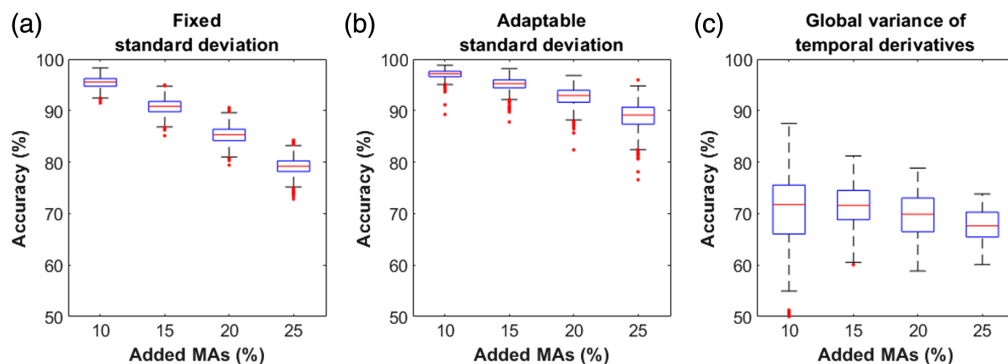 (a)
Fixed
standard deviation
Accuracy (%)
100
90
80
70
60
50
10 15 20 25
Added MAs (%)
(b)
Adaptable
standard deviation
Accuracy (%)
100
90
80
70
60
50
10 15 20 25
Added MAs (%)
(c)
Global variance of
temporal derivatives
Accuracy (%)
100
90
80
70
60
50
10 15 20 25
Added MAs (%)